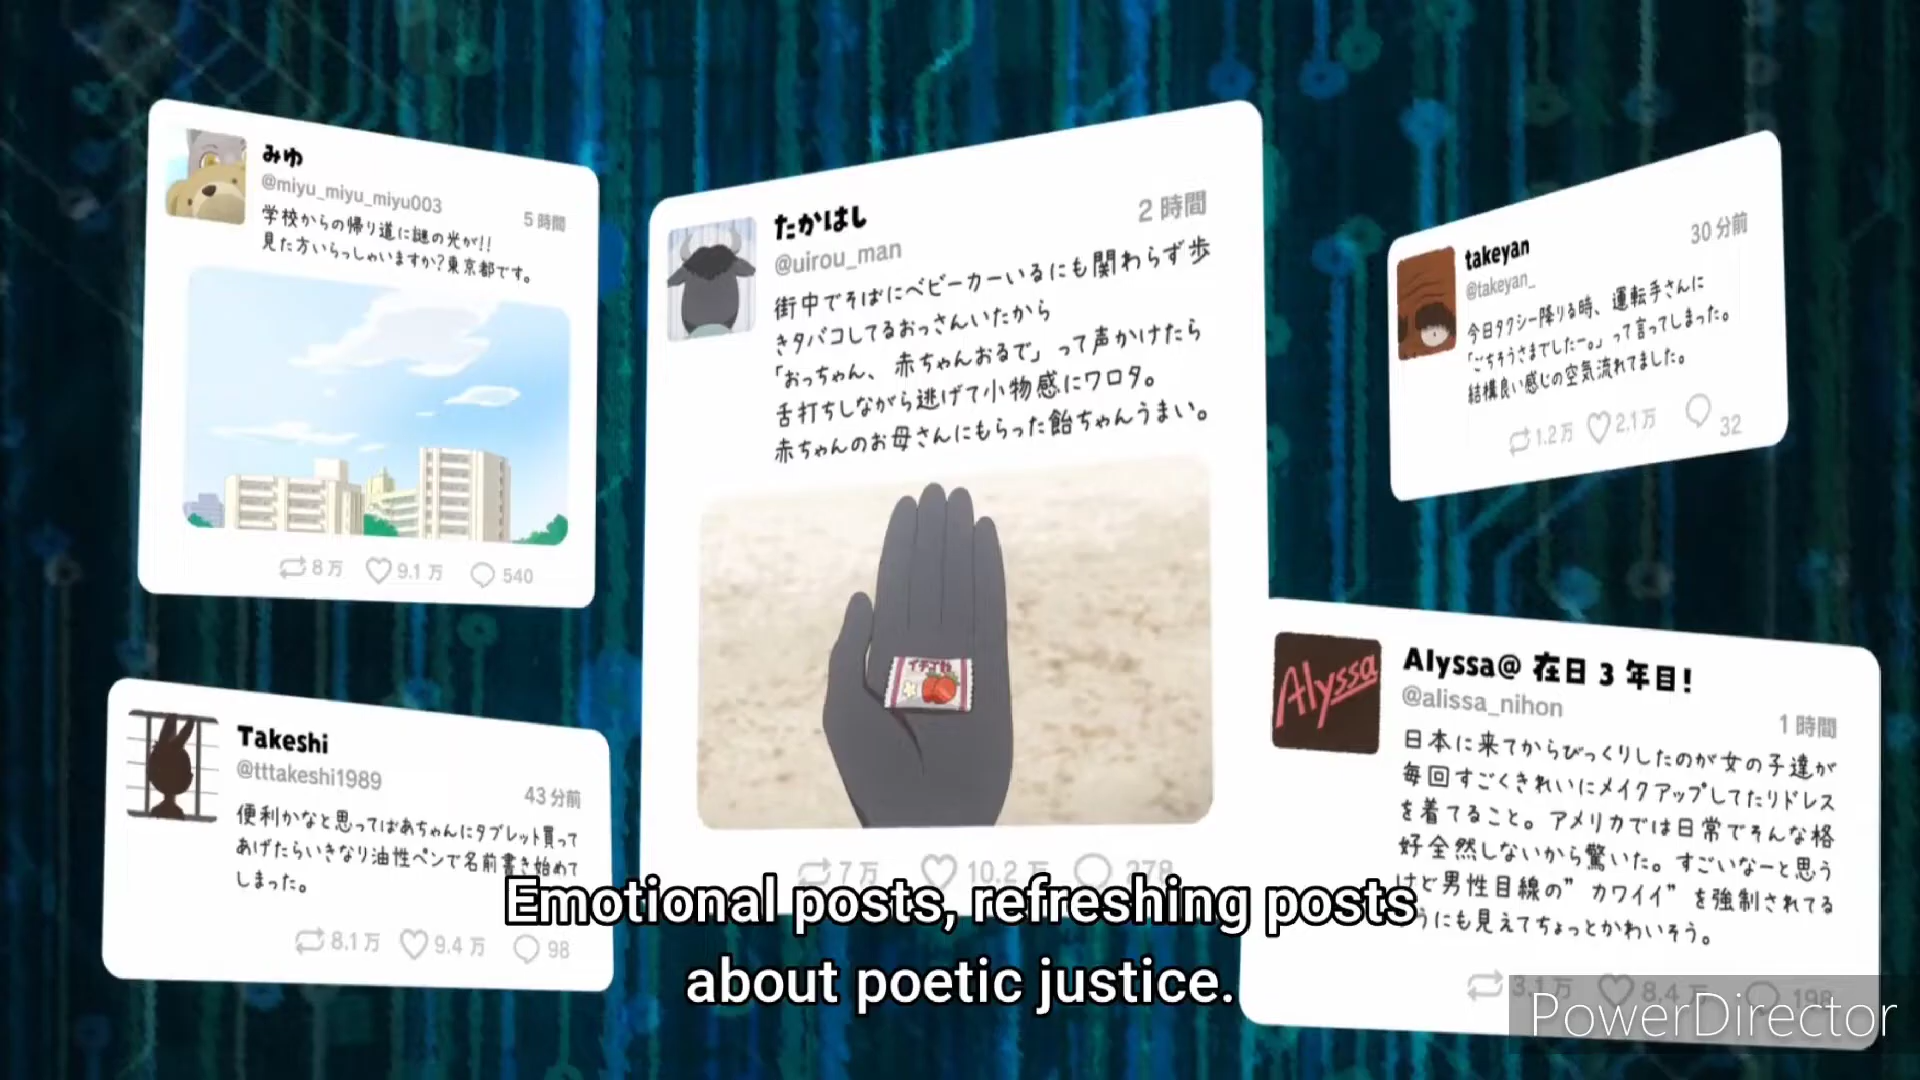 みゆ
@miyu_miyu_miyu003
5時間
学校からの帰り道に謎の光が!!
見た方いらっしゃいますか?東京都です。
8万 9.1万 540
たかはし
@uirou_man
2時間
街中でそばにベビーカーいるにも関わらず歩
きタバコしてるおっさんいたから
「おっちゃん、赤ちゃんおるで」って声かけたら
舌打ちしながら逃げて小物感にワロタ。
赤ちゃんのお母さんにもらった飴ちゃんうまい。
7万 10.2万 278
takeyan
@takeyan_
30分前
今日タクシー降りる時、運転手さんに
「ごちそうさまでしたー。」って言ってしまった。
結構良い感じの空気流れてました。
1.2万 2.1万 32
Takeshi
@tttakeshi1989
43分前
便利かなと思ってばあちゃんにタブレット買って
あげたらいきなり油性ペンで名前書き始めて
しまった。
8.1万 9.4万 98
Alyssa
Alyssa@在日3年目!
@alissa_nihon
1時間
日本に来てからびっくりしたのが女の子達が
毎回すごくきれいにメイクアップしてたりドレス
を着てること。アメリカでは日常でそんな格
好全然しないから驚いた。すごいなーと思う
けど男性目線の”カワイイ”を強制されてる
うにも見えてちょっとかわいそう。
3.1万 8.4万 198
Emotional posts, refreshing posts
about poetic justice.
PowerDirector